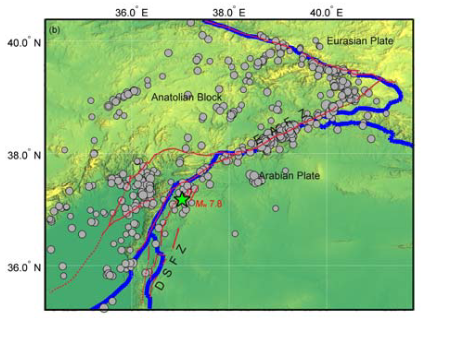 36.0° E 38.0° E 40.0° E
(b)
40.0° N
Eurasian Plate
Anatolian Block
E A F Z
38.0° N
Arabian Plate
Mw 7.8
36.0° N
D S F Z